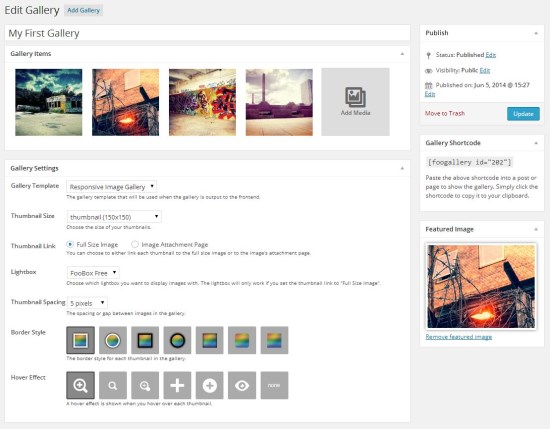 Edit Gallery Add Gallery
My First Gallery
Gallery Items
Add Media
Gallery Settings
Gallery Template
Responsive Image Gallery
The gallery template that will be used when the gallery is output to the frontend.
Thumbnail Size
thumbnail (150x150)
Choose the size of your thumbnails.
Thumbnail Link
Full Size Image
Image Attachment Page
You can choose to either link each thumbnail to the full size image or to the image's attachment page.
Lightbox
FooBox Free
Choose which lightbox you want to display images with. The lightbox will only work if you set the thumbnail link to "Full Size Image".
Thumbnail Spacing
5 pixels
The spacing or gap between images in the gallery.
Border Style
The border style for each thumbnail in the gallery.
Hover Effect
NONE
A hover effect is shown when you hover over each thumbnail.
Publish
Status: Published Edit
Visibility: Public Edit
Published on: Jun 5, 2014 @ 15:27
Edit
Move to Trash
Update
Gallery Shortcode
[foogallery id="202"]
Paste the above shortcode into a post or
page to show the gallery. Simply click the
shortcode to copy it to your clipboard.
Featured Image
Remove featured image